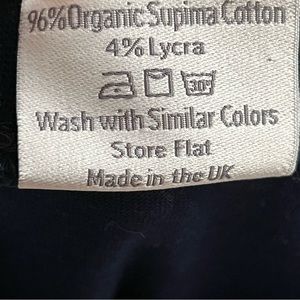 96% Organic Supima Cotton
4% Lycra
30°
Wash with Similar Colors
Store Flat
Made in the UK